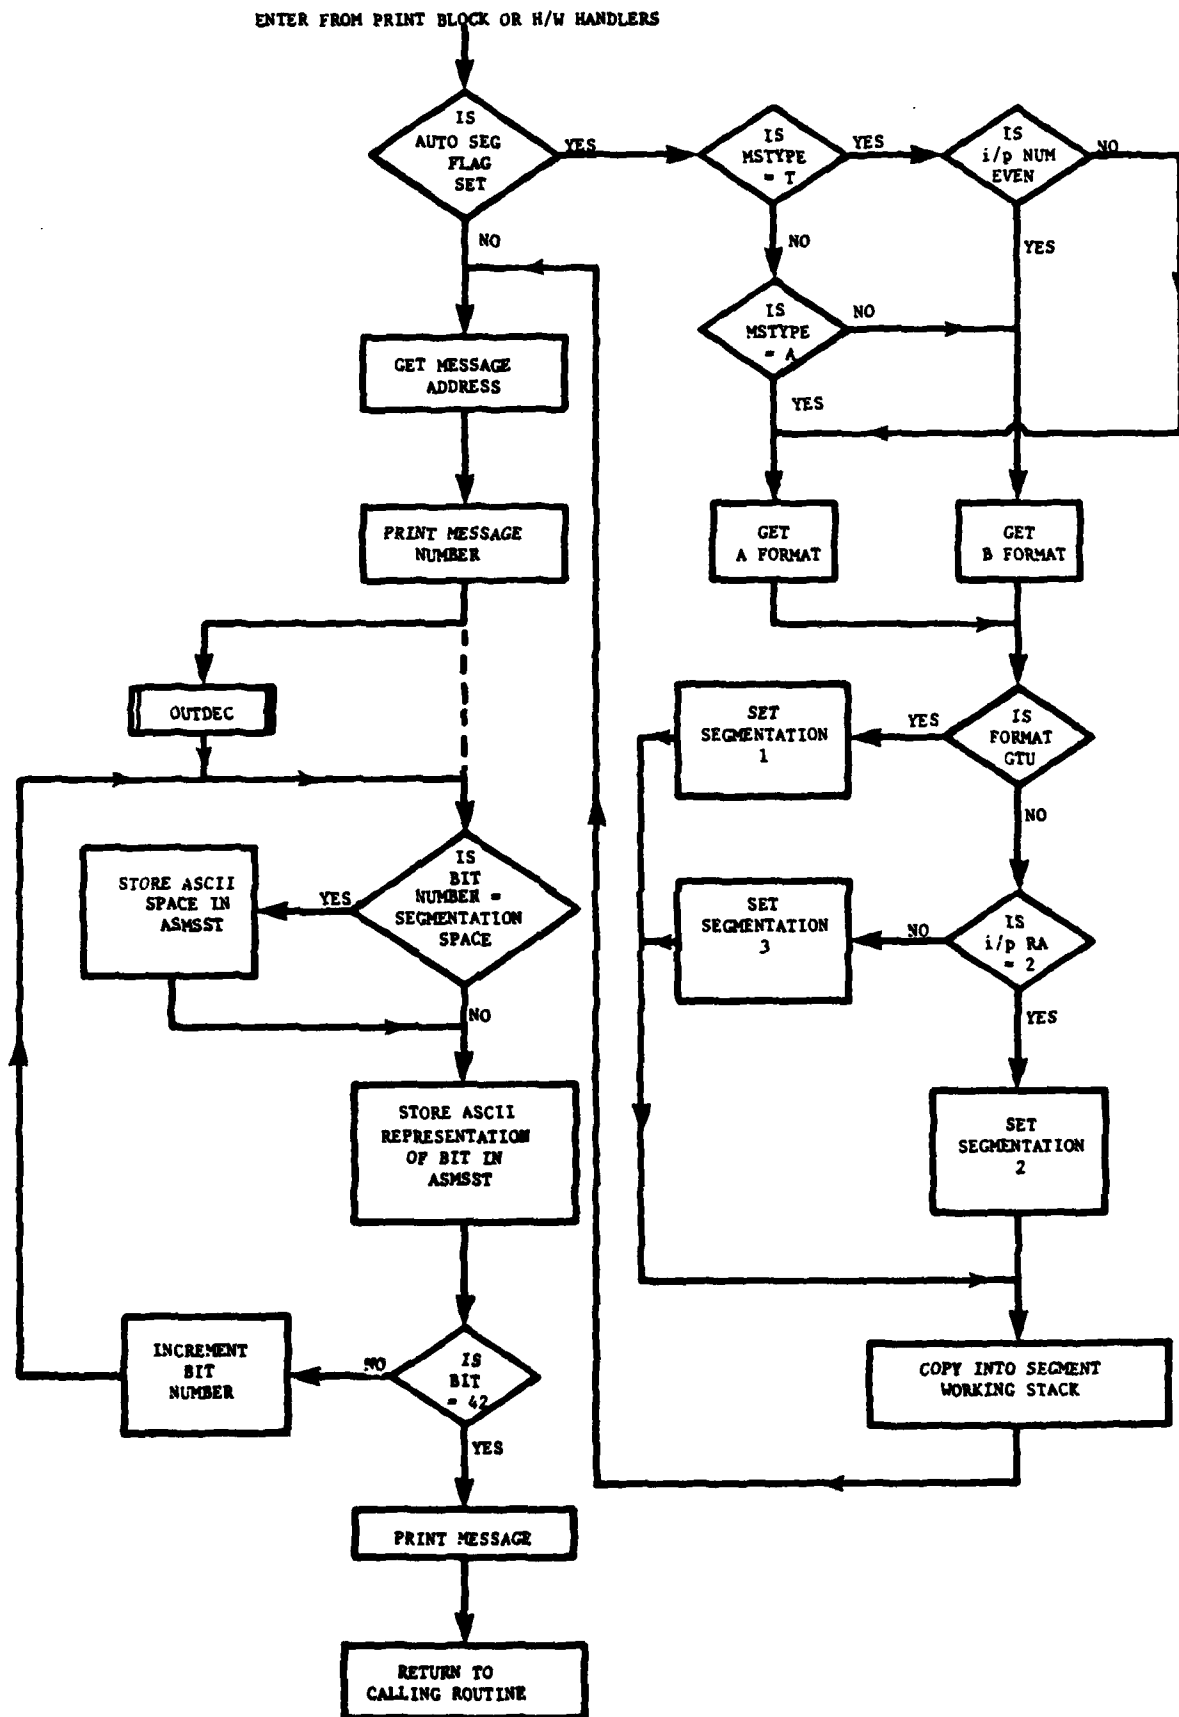 ENTER FROM PRINT BLOCK OR H/W HANDLERS
IS
AUTO SEG
FLAG
SET
YES
NO
IS
MSTYPE
= T
YES
NO
IS
i/p NUM
EVEN
NO
YES
IS
MSTYPE
= A
NO
YES
GET MESSAGE
ADDRESS
PRINT MESSAGE
NUMBER
GET
A FORMAT
GET
B FORMAT
OUTDEC
SET
SEGMENTATION
1
YES
IS
FORMAT
GTU
NO
STORE ASCII
SPACE IN
ASMSST
YES
IS
BIT
NUMBER =
SEGMENTATION
SPACE
NO
SET
SEGMENTATION
3
NO
IS
i/p RA
= 2
YES
STORE ASCII
REPRESENTATION
OF BIT IN
ASMSST
SET
SEGMENTATION
2
INCREMENT
BIT
NUMBER
NO
IS
BIT
= 42
YES
COPY INTO SEGMENT
WORKING STACK
PRINT MESSAGE
RETURN TO
CALLING ROUTINE